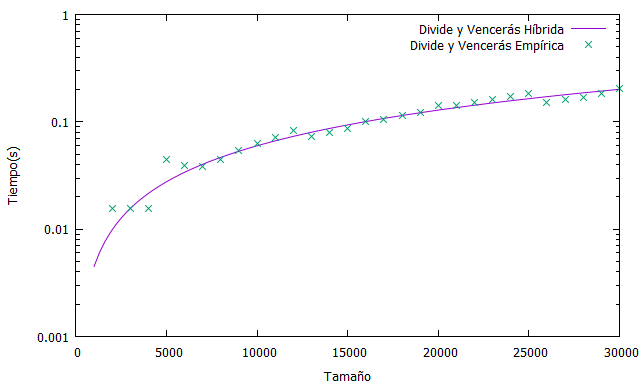 1
Divide y Vencerás Híbrida
Divide y Vencerás Empírica
0.1
Tiempo(s)
0.01
0.001
0 5000 10000 15000 20000 25000 30000
Tamaño